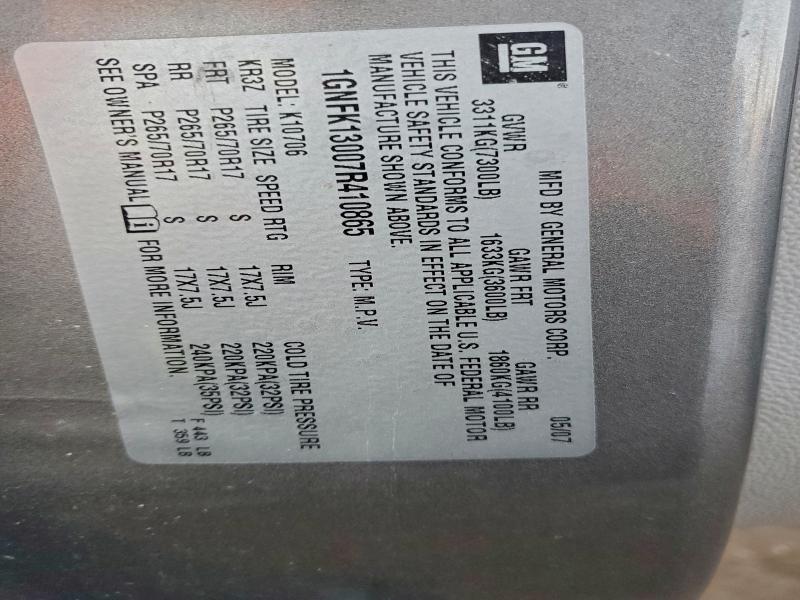 GM ®
MFD BY GENERAL MOTORS CORP. 05/07
GVWR GAWR FRT GAWR RR
3311KG(7300LB) 1633KG(3600LB) 1860KG(4100LB)
THIS VEHICLE CONFORMS TO ALL APPLICABLE U.S. FEDERAL MOTOR
VEHICLE SAFETY STANDARDS IN EFFECT ON THE DATE OF
MANUFACTURE SHOWN ABOVE.
1GNFK13007R410865 TYPE: M.P.V.
MODEL: K10706
KR3Z TIRE SIZE SPEED RTG RIM COLD TIRE PRESSURE
FRT P265/70R17 S 17X7.5J 220KPA(32PSI)
RR P265/70R17 S 17X7.5J 220KPA(32PSI)
SPA P265/70R17 S 17X7.5J 240KPA(35PSI)
SEE OWNER'S MANUAL FOR MORE INFORMATION.
F 443 LB
T 359 LB